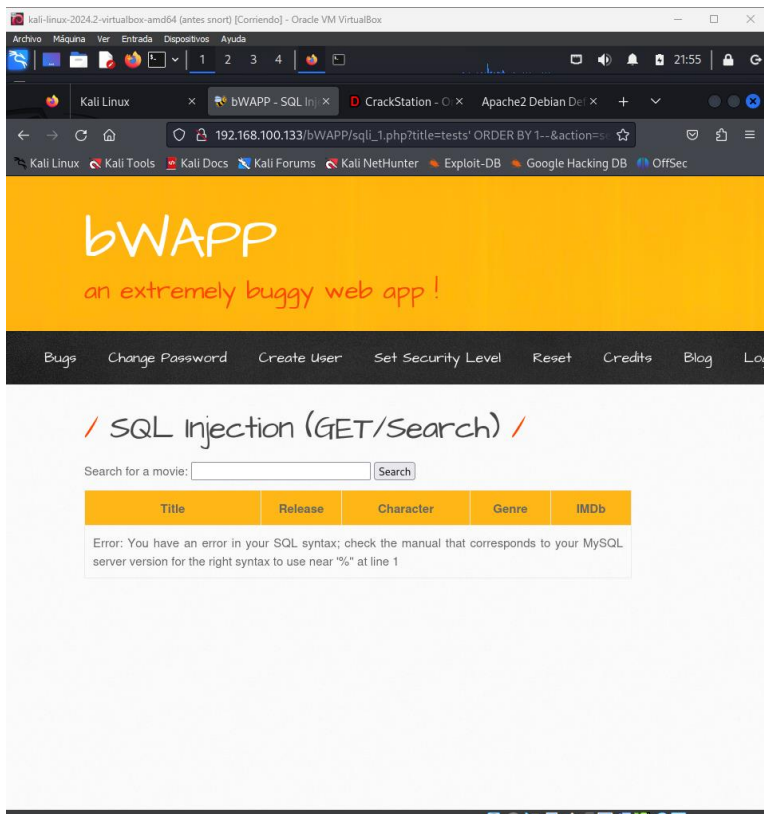 kali-linux-2024.2-virtualbox-amd64 (antes snort) [Corriendo] - Oracle VM VirtualBox
Archivo Máquina Ver Entrada Dispositivos Ayuda
1 2 3 4 21:55
Kali Linux bWAPP - SQL Inj CrackStation - O Apache2 Debian Def
192.168.100.133/bWAPP/sqli_1.php?title=tests' ORDER BY 1--&action=se
Kali Linux Kali Tools Kali Docs Kali Forums Kali NetHunter Exploit-DB Google Hacking DB OffSec
bWAPP
an extremely buggy web app !
Bugs Change Password Create User Set Security Level Reset Credits Blog Log
/ SQL Injection (GET/Search) /
Search for a movie: Search
Title Release Character Genre IMDb
Error: You have an error in your SQL syntax; check the manual that corresponds to your MySQL
server version for the right syntax to use near '%'' at line 1